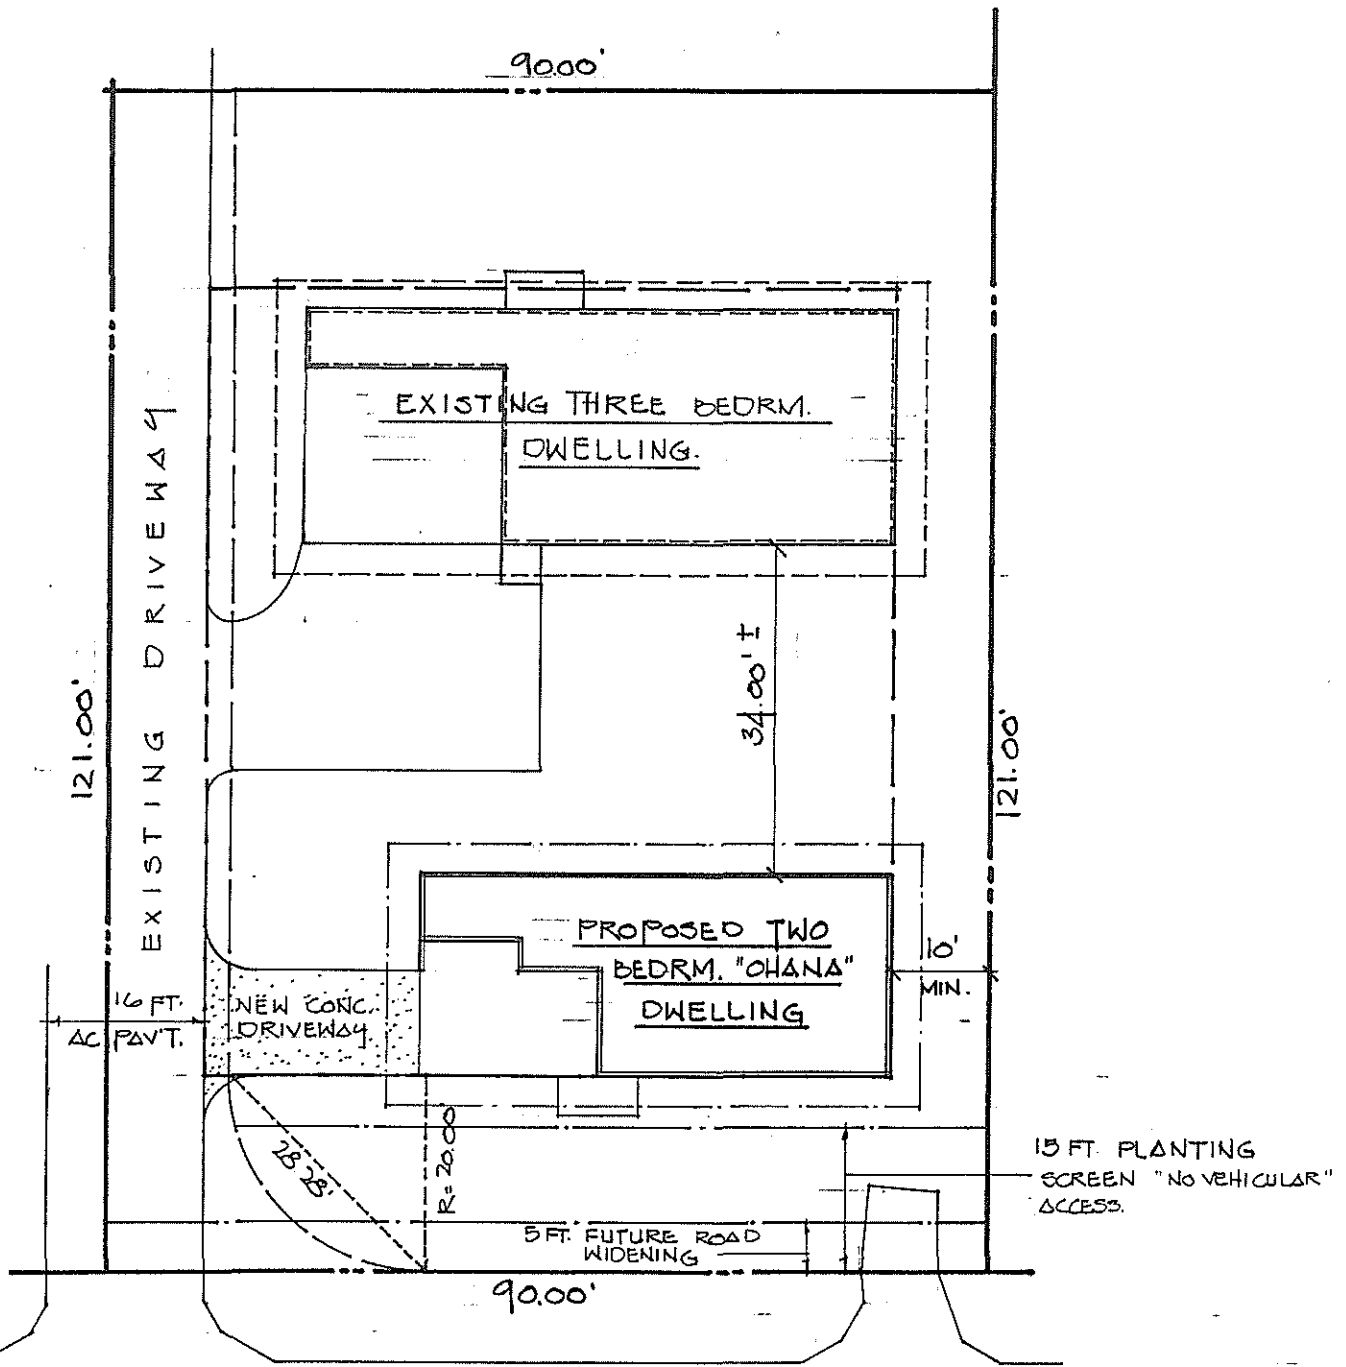 90.00'
EXISTING THREE BEDRM.
DWELLING.
EXISTING DRIVEWAY
34.00' ±
121.00'
121.00'
PROPOSED TWO
BEDRM. "OHANA"
DWELLING
10'
MIN.
16 FT.
AC PAV'T.
NEW CONC.
DRIVEWAY
28.28'
R=20.00
15 FT. PLANTING
SCREEN "NO VEHICULAR"
ACCESS.
5 FT. FUTURE ROAD
WIDENING
90.00'